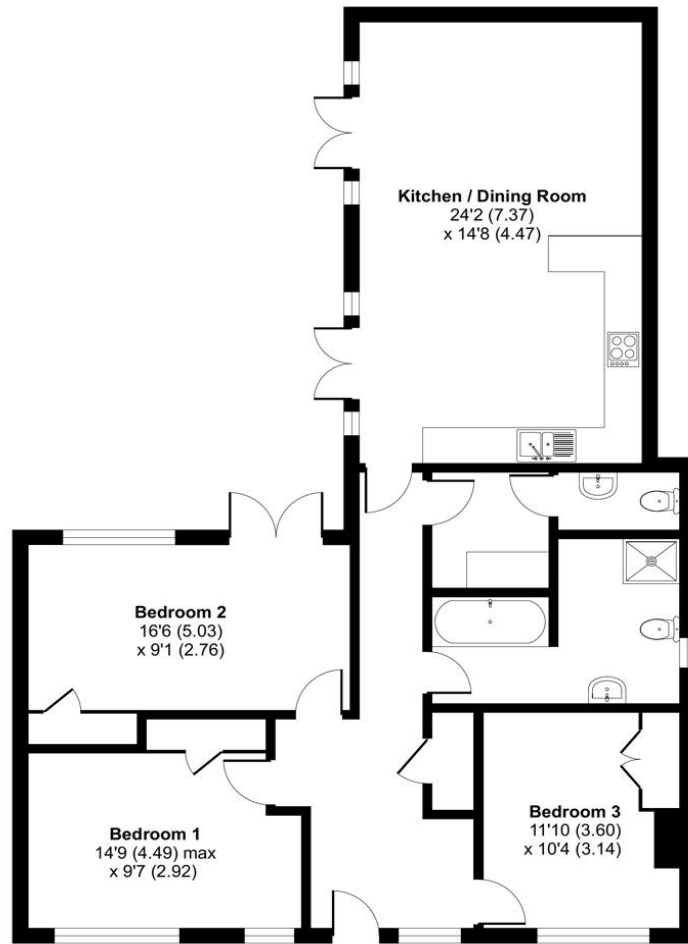 Kitchen / Dining Room
24'2 (7.37)
x 14'8 (4.47)
Bedroom 2
16'6 (5.03)
x 9'1 (2.76)
Bedroom 1
14'9 (4.49) max
x 9'7 (2.92)
Bedroom 3
11'10 (3.60)
x 10'4 (3.14)